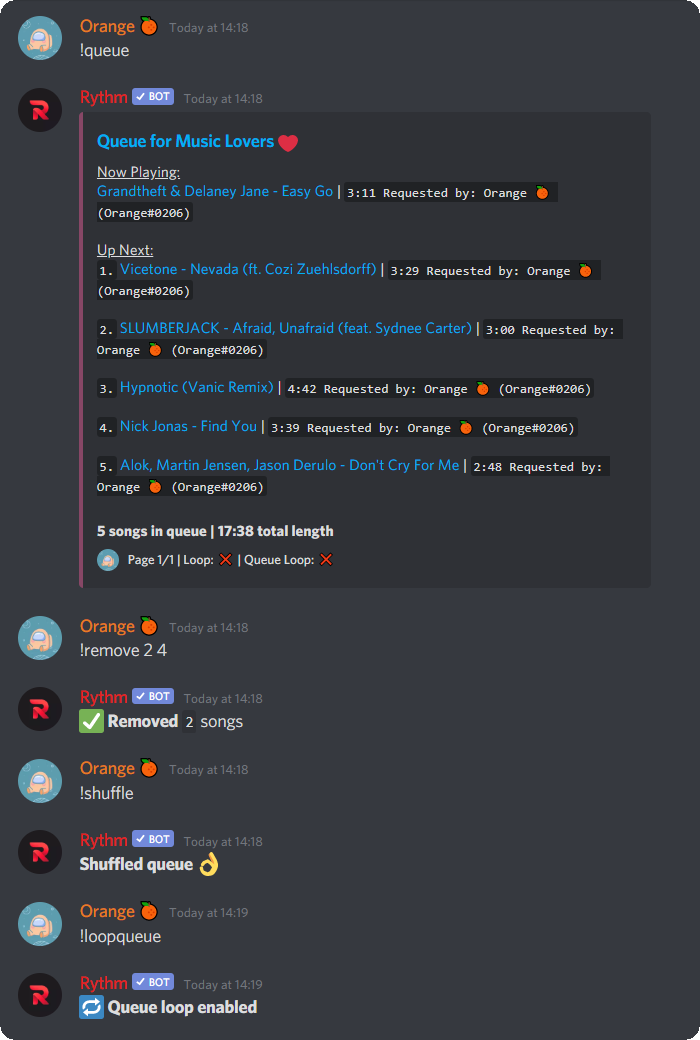 Orange 🍊 Today at 14:18
!queue
Rythm ✓ BOT Today at 14:18
Queue for Music Lovers ❤️
Now Playing:
Grandtheft & Delaney Jane - Easy Go | 3:11 Requested by: Orange 🍊
(Orange#0206)
Up Next:
1. Vicetone - Nevada (ft. Cozi Zuehlsdorff) | 3:29 Requested by: Orange 🍊
(Orange#0206)
2. SLUMBERJACK - Afraid, Unafraid (feat. Sydnee Carter) | 3:00 Requested by:
Orange 🍊 (Orange#0206)
3. Hypnotic (Vanic Remix) | 4:42 Requested by: Orange 🍊 (Orange#0206)
4. Nick Jonas - Find You | 3:39 Requested by: Orange 🍊 (Orange#0206)
5. Alok, Martin Jensen, Jason Derulo - Don't Cry For Me | 2:48 Requested by:
Orange 🍊 (Orange#0206)
5 songs in queue | 17:38 total length
Page 1/1 | Loop: ❌ | Queue Loop: ❌
Orange 🍊 Today at 14:18
!remove 2 4
Rythm ✓ BOT Today at 14:18
✅ Removed 2 songs
Orange 🍊 Today at 14:18
!shuffle
Rythm ✓ BOT Today at 14:18
Shuffled queue 👌
Orange 🍊 Today at 14:19
!loopqueue
Rythm ✓ BOT Today at 14:19
🔁 Queue loop enabled